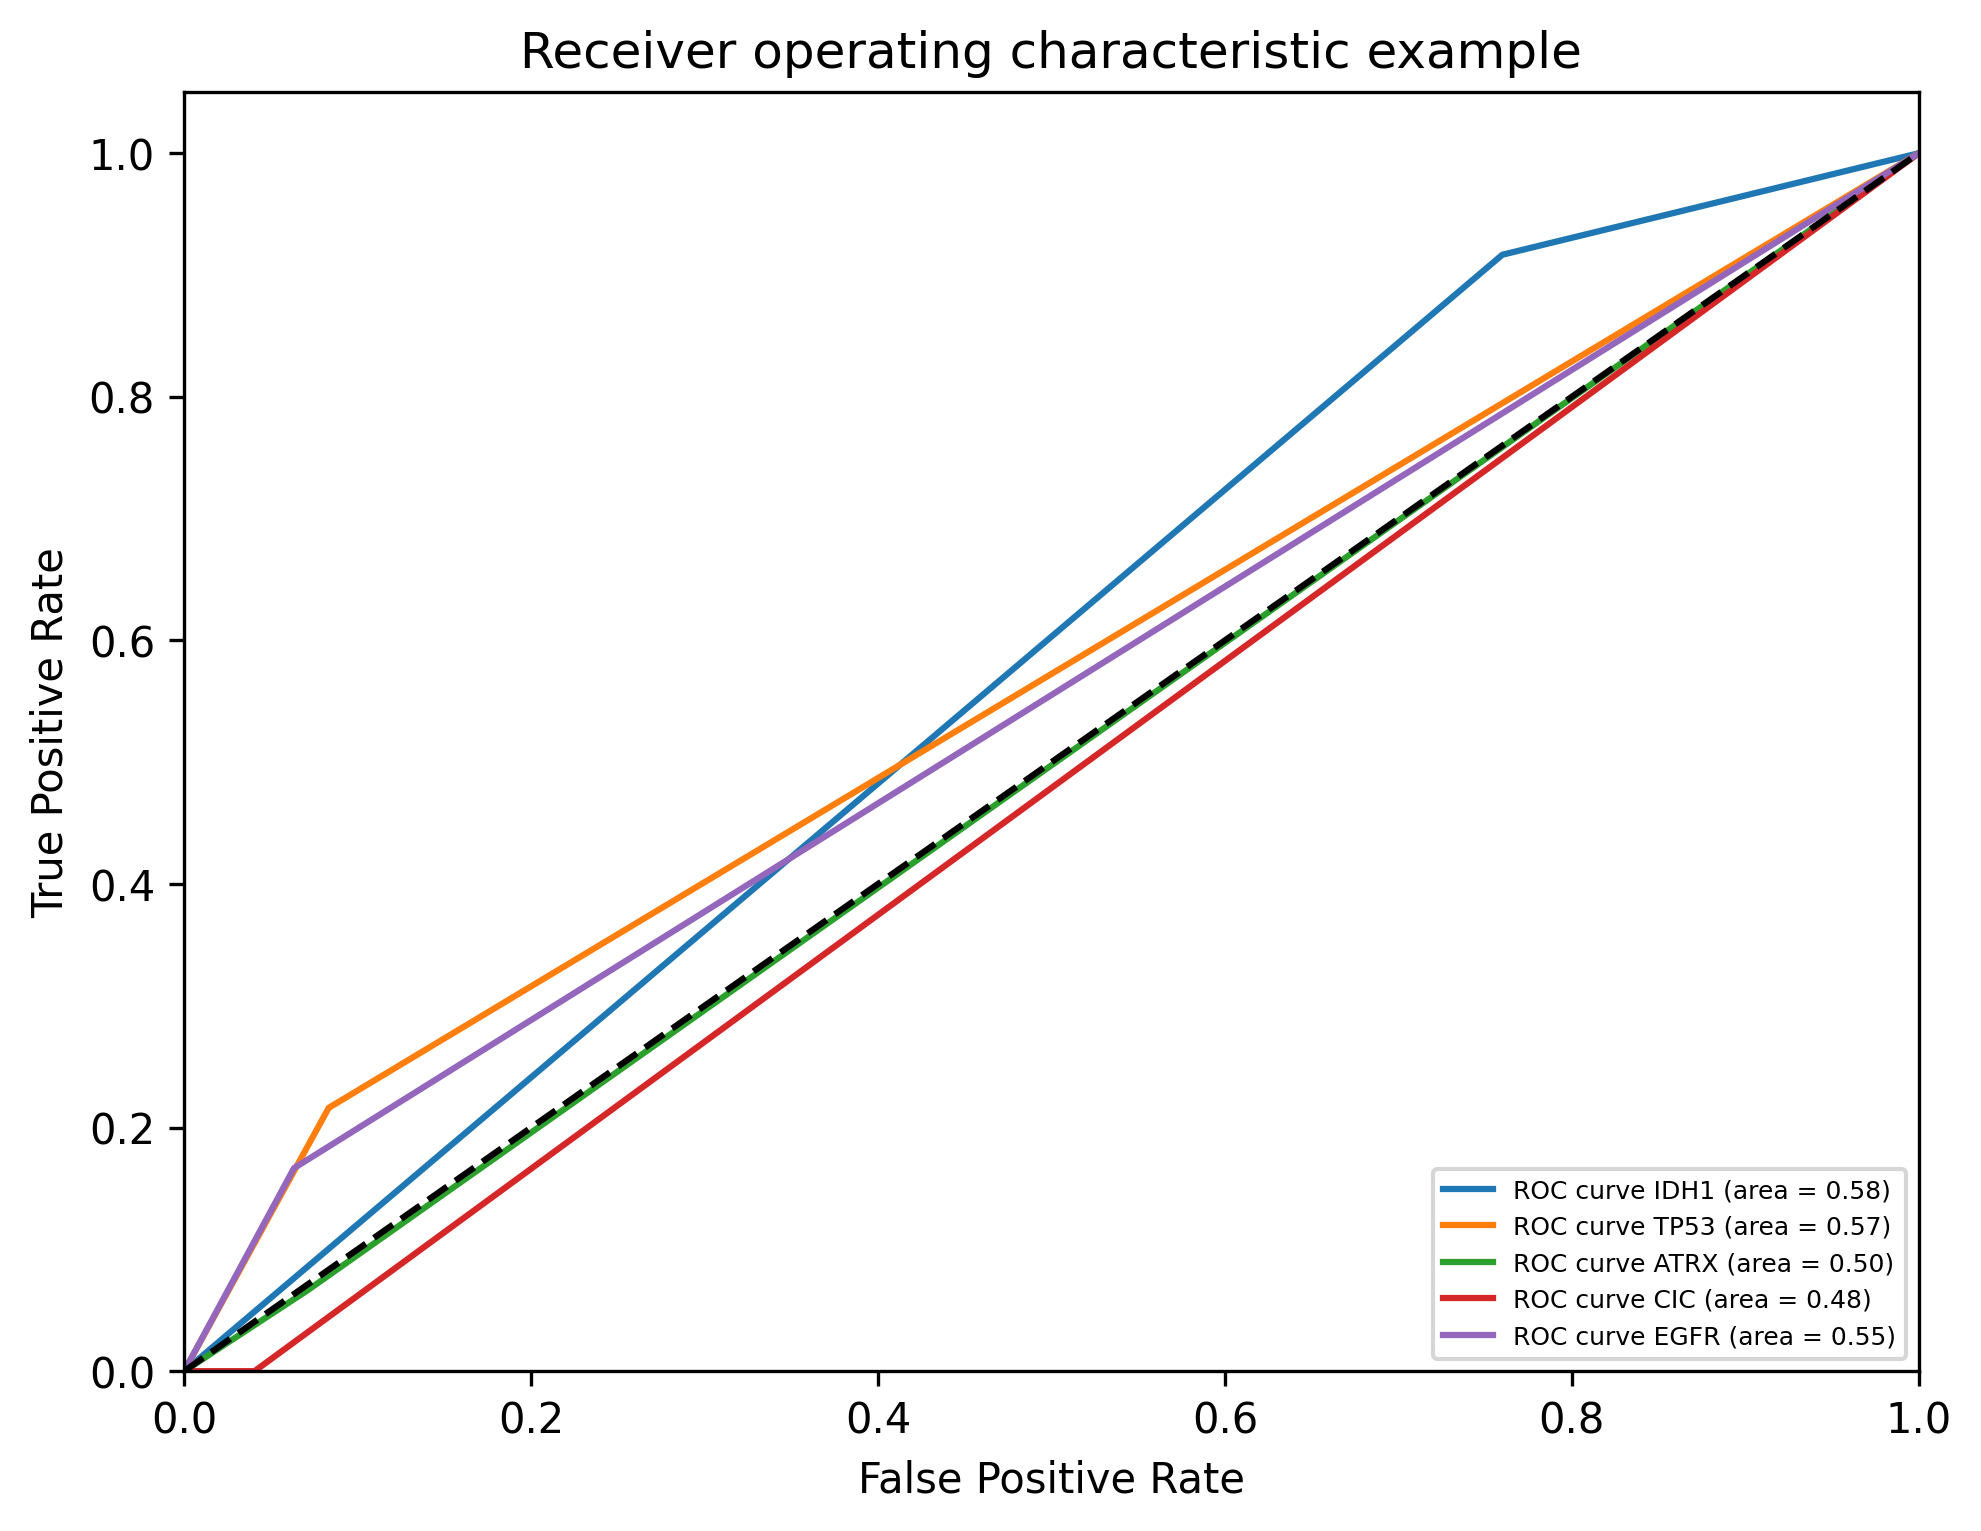 Receiver operating characteristic example
1.0
0.8
0.6
0.4
0.2
0.0
True Positive Rate
0.0 0.2 0.4 0.6 0.8 1.0
False Positive Rate
ROC curve IDH1 (area = 0.58)
ROC curve TP53 (area = 0.57)
ROC curve ATRX (area = 0.50)
ROC curve CIC (area = 0.48)
ROC curve EGFR (area = 0.55)